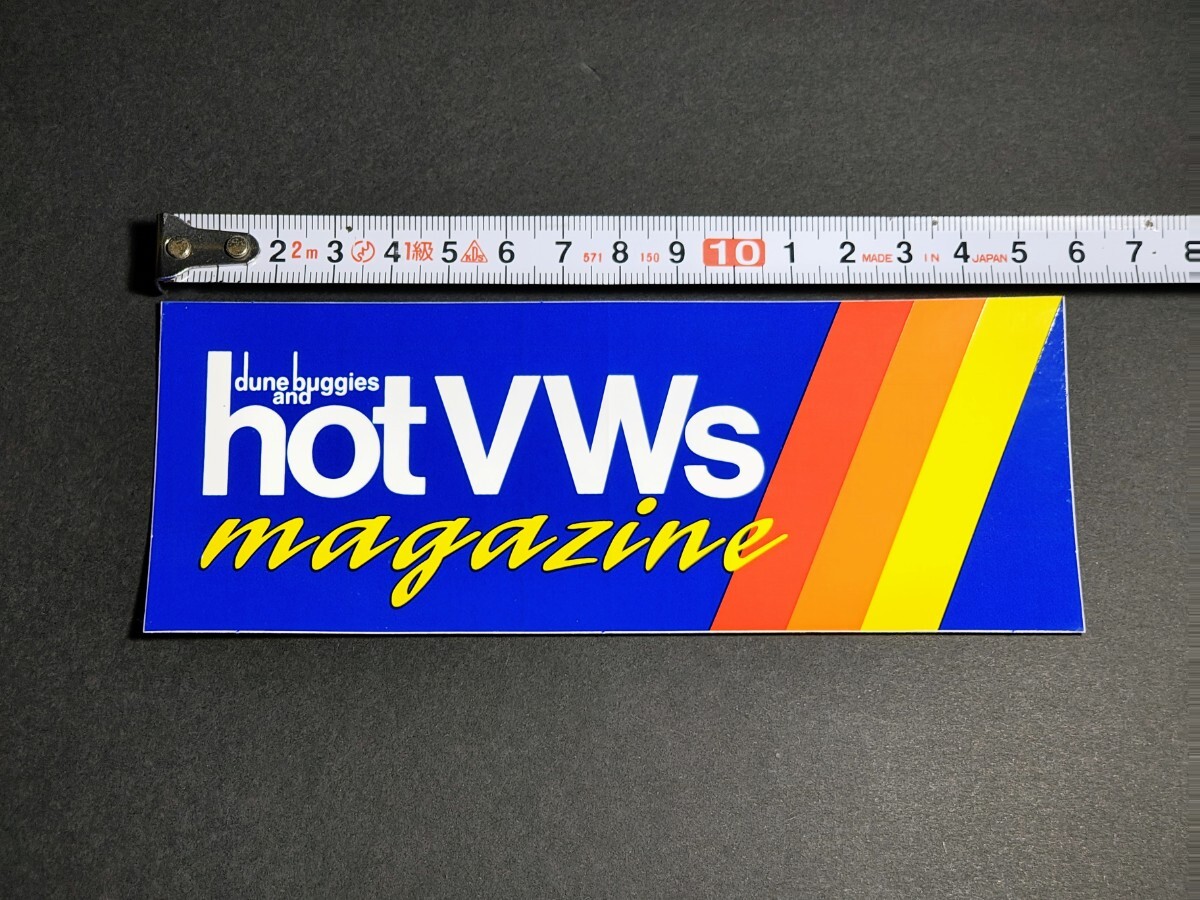 2 2m 3 4 1級 5 6 7 571 8 150 9 10 1 2 MADE 3 IN 4 JAPAN 5 6 7 8
dune buggies
and
hot VWs
magazine